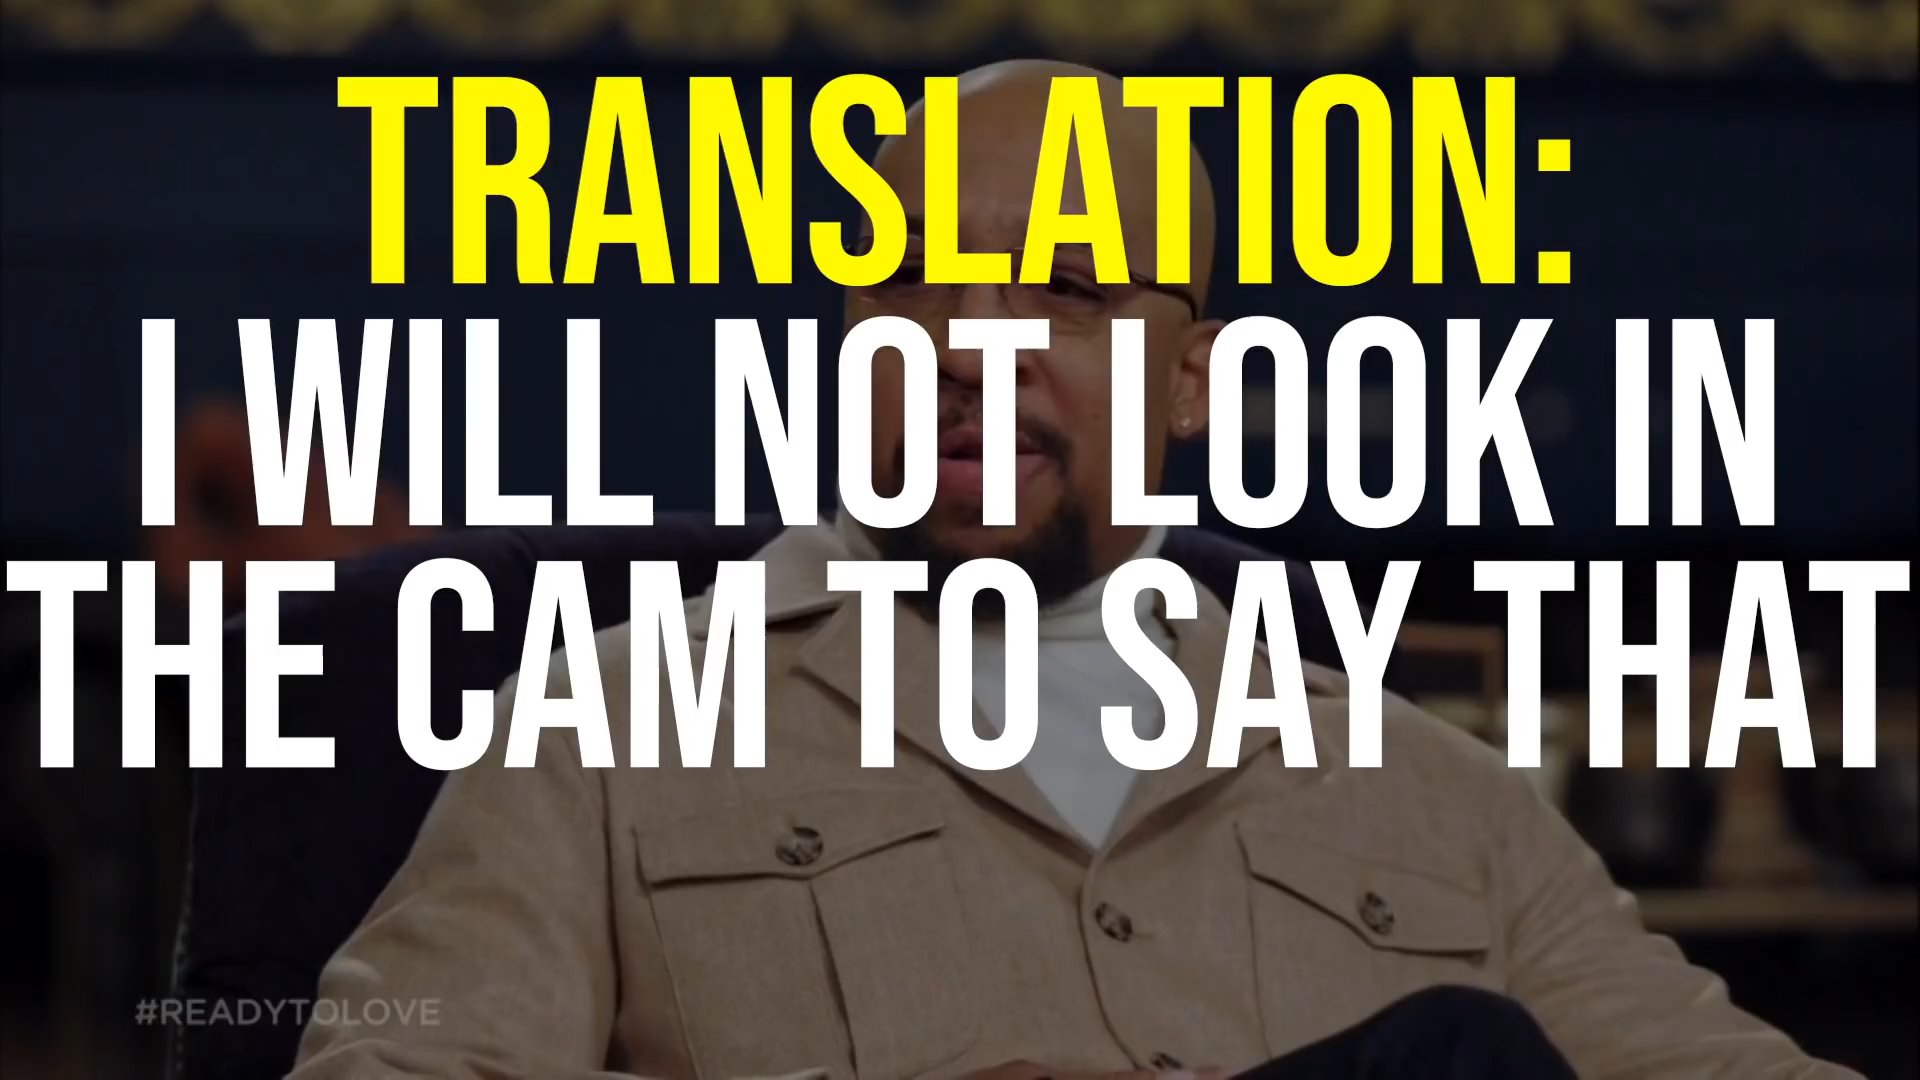 TRANSLATION:
I WILL NOT LOOK IN
THE CAM TO SAY THAT
#READYTOLOVE